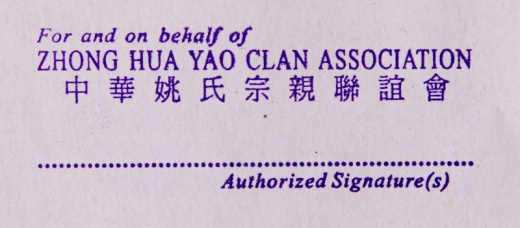 For and on behalf of
ZHONG HUA YAO CLAN ASSOCIATION
中華姚氏宗親聯誼會
Authorized Signature(s)